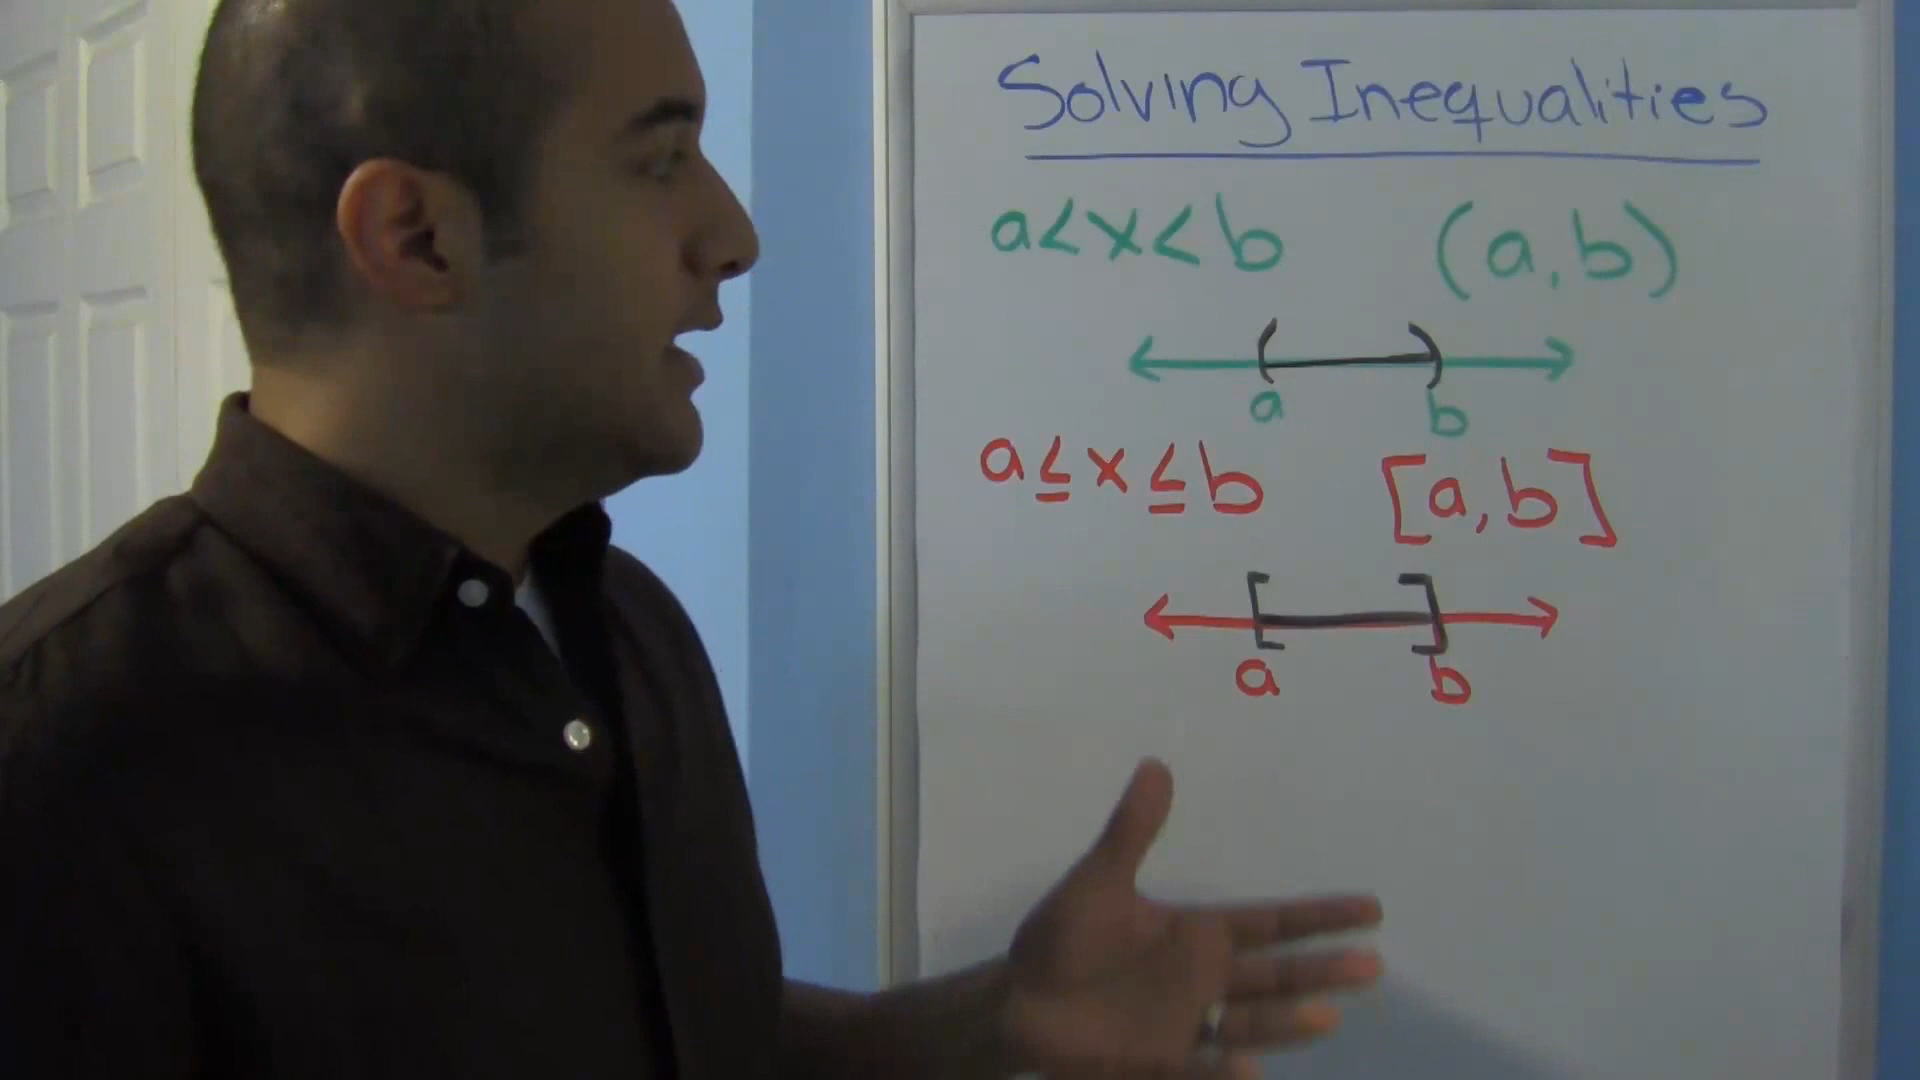 Solving Inequalities
a<x<b (a,b)
a b
a≤x≤b [a,b]
a b